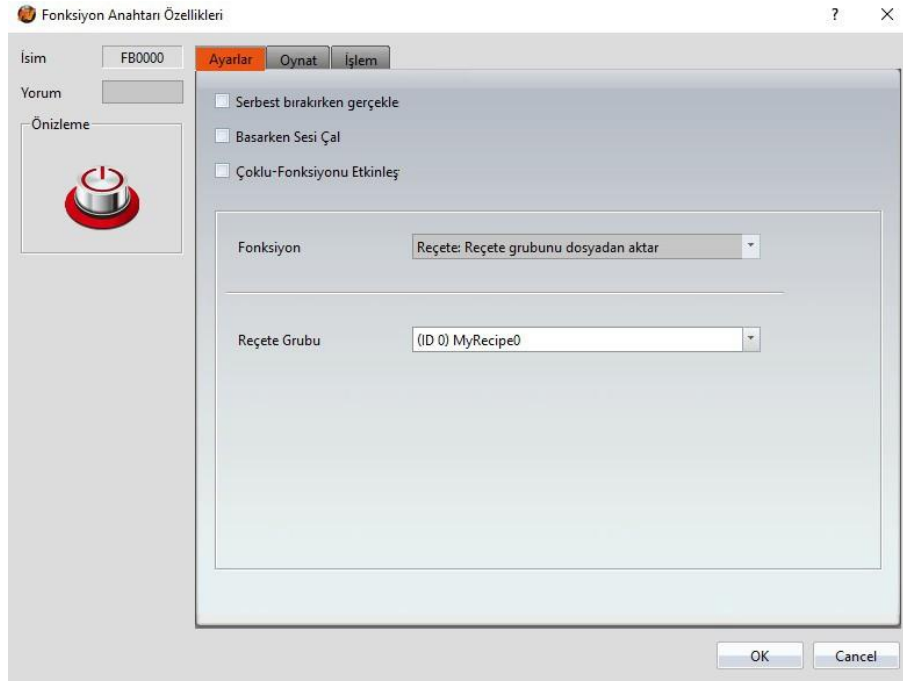 Fonksiyon Anahtarı Özellikleri
İsim FB0000
Yorum
Önizleme
Ayarlar Oynat İşlem
Serbest bırakırken gerçekle
Basarken Sesi Çal
Çoklu-Fonksiyonu Etkinleş
Fonksiyon Reçete: Reçete grubunu dosyadan aktar
Reçete Grubu (ID 0) MyRecipe0
OK Cancel